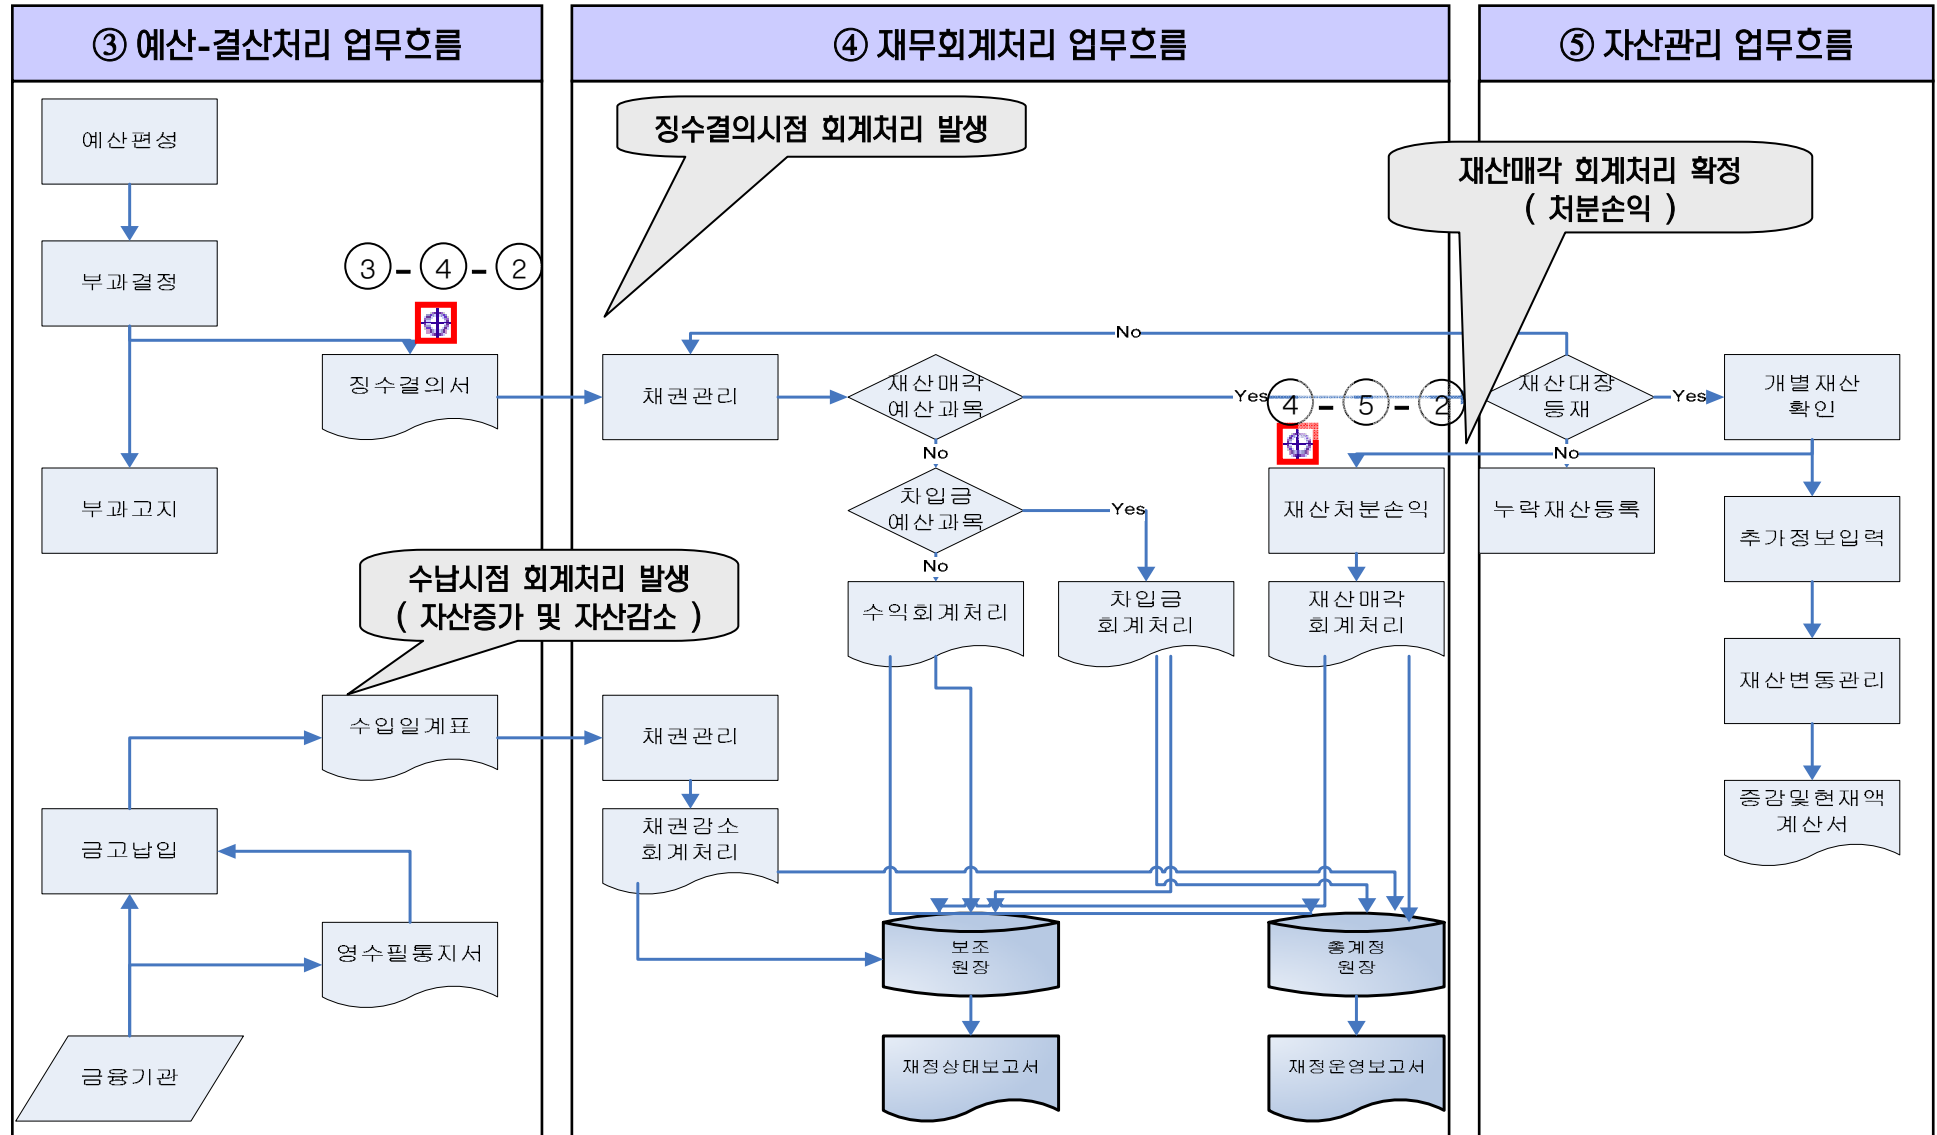 ③ 예산-결산처리 업무흐름
④ 재무회계처리 업무흐름
⑤ 자산관리 업무흐름
예산편성
부과결정
3 - 4 - 2
징수결의서
부과고지
수납시점 회계처리 발생
( 자산증가 및 자산감소 )
수입일계표
금고납입
영수필통지서
금융기관
징수결의시점 회계처리 발생
No
채권관리
재산매각
예산과목
Yes
4 - 5 - 2
No
차입금
예산과목
Yes
재산처분손익
No
수익회계처리
차입금
회계처리
재산매각
회계처리
채권관리
채권감소
회계처리
보조
원장
총계정
원장
재정상태보고서
재정운영보고서
재산매각 회계처리 확정
( 처분손익 )
재산대장
등재
Yes
개별재산
확인
No
누락재산등록
추가정보입력
재산변동관리
증감및현재액
계산서